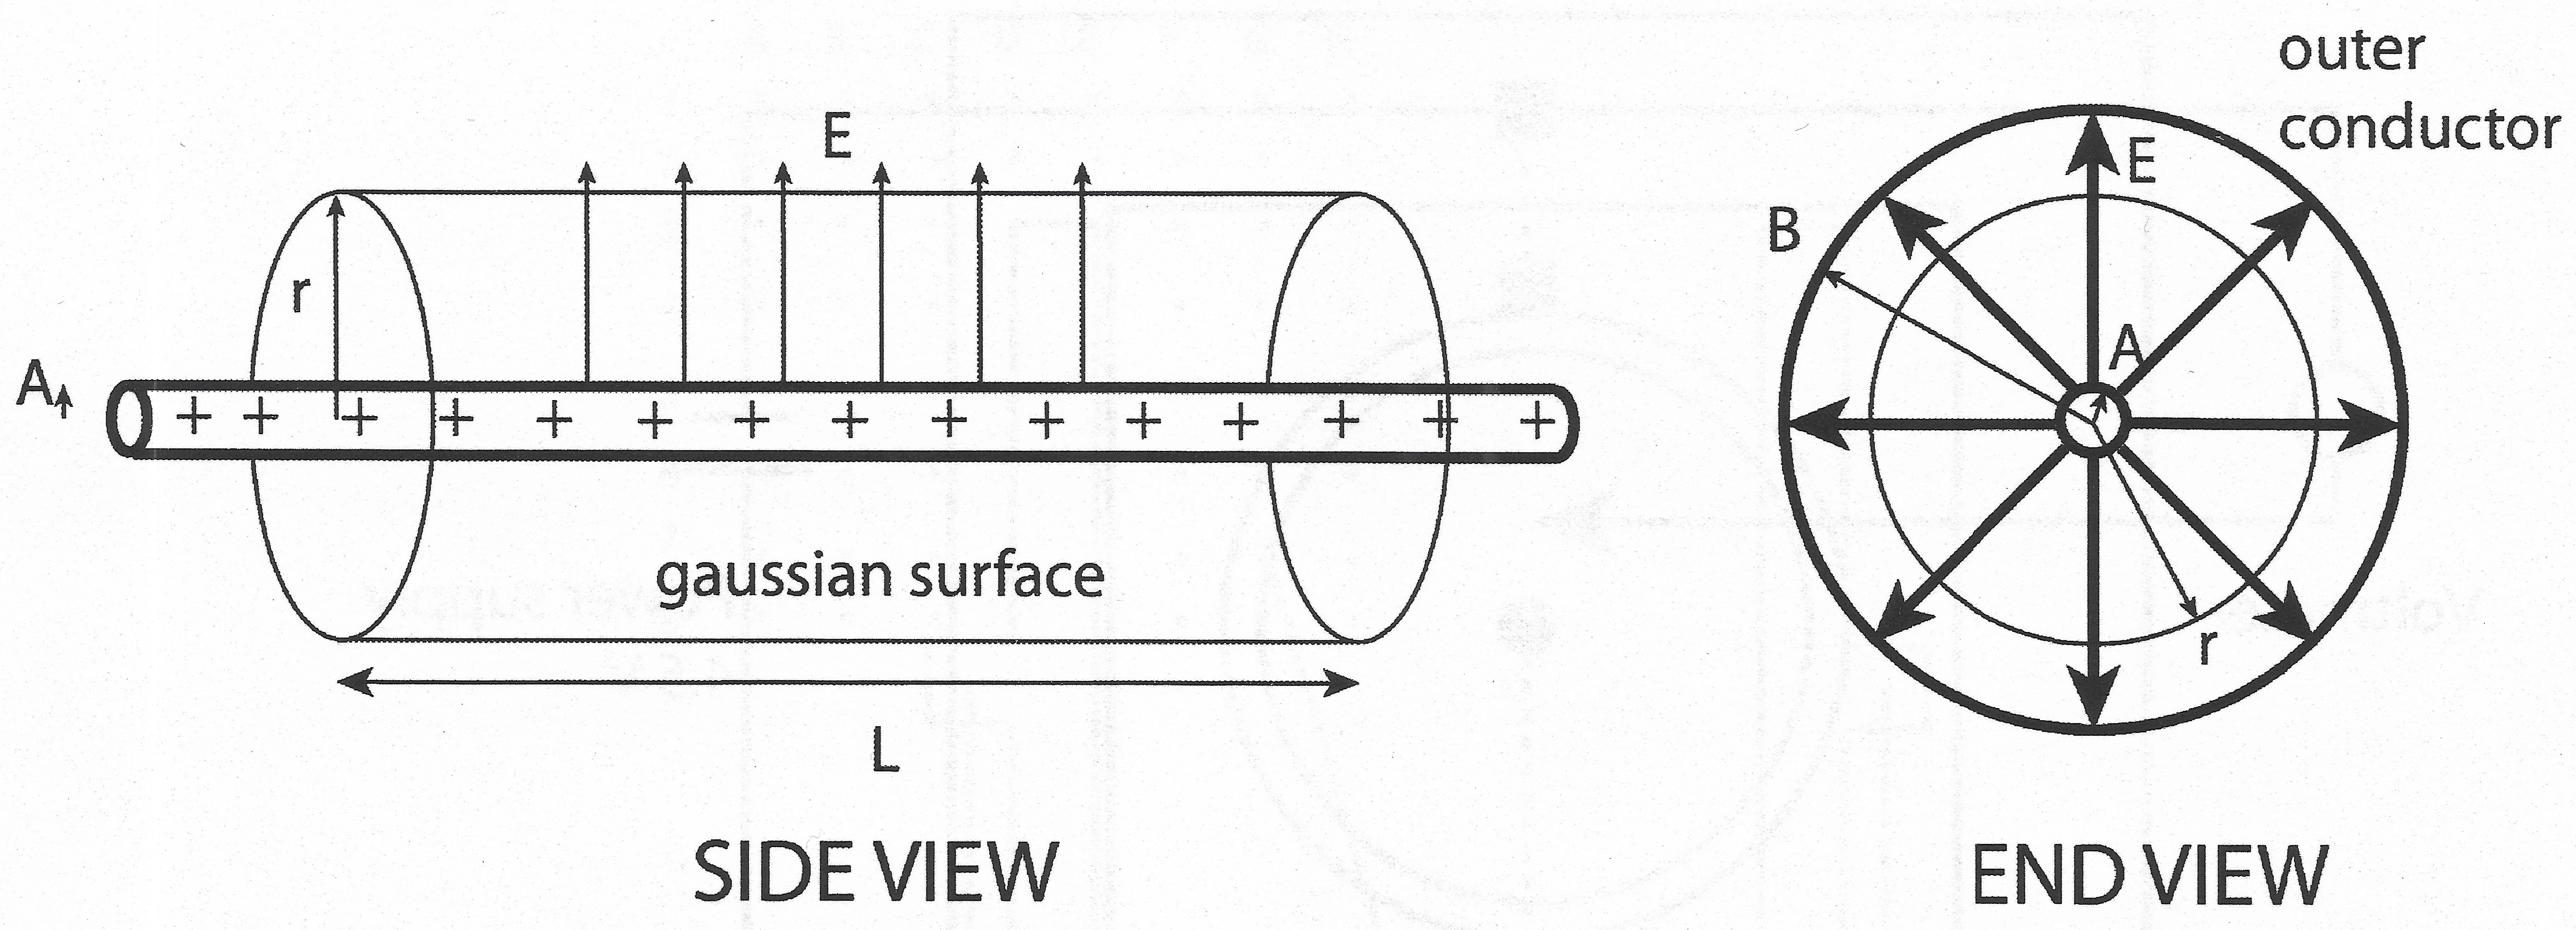 E
r
A
+ + + + + + + + + + + + + + +
gaussian surface
L
SIDE VIEW
outer
conductor
E
B
A
r
END VIEW